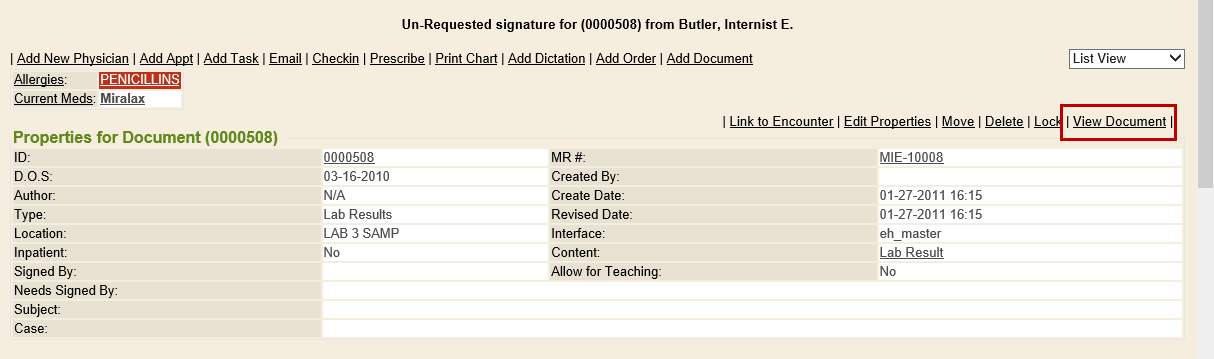 Un-Requested signature for (0000508) from Butler, Internist E.
| Add New Physician | Add Appt | Add Task | Email | Checkin | Prescribe | Print Chart | Add Dictation | Add Order | Add Document
List View
Allergies: PENICILLINS
Current Meds: Miralax
| Link to Encounter | Edit Properties | Move | Delete | Lock | View Document |
Properties for Document (0000508)
ID: 0000508 MR #: MIE-10008
D.O.S: 03-16-2010 Created By:
Author: N/A Create Date: 01-27-2011 16:15
Type: Lab Results Revised Date: 01-27-2011 16:15
Location: LAB 3 SAMP Interface: eh_master
Inpatient: No Content: Lab Result
Signed By: Allow for Teaching: No
Needs Signed By:
Subject:
Case: